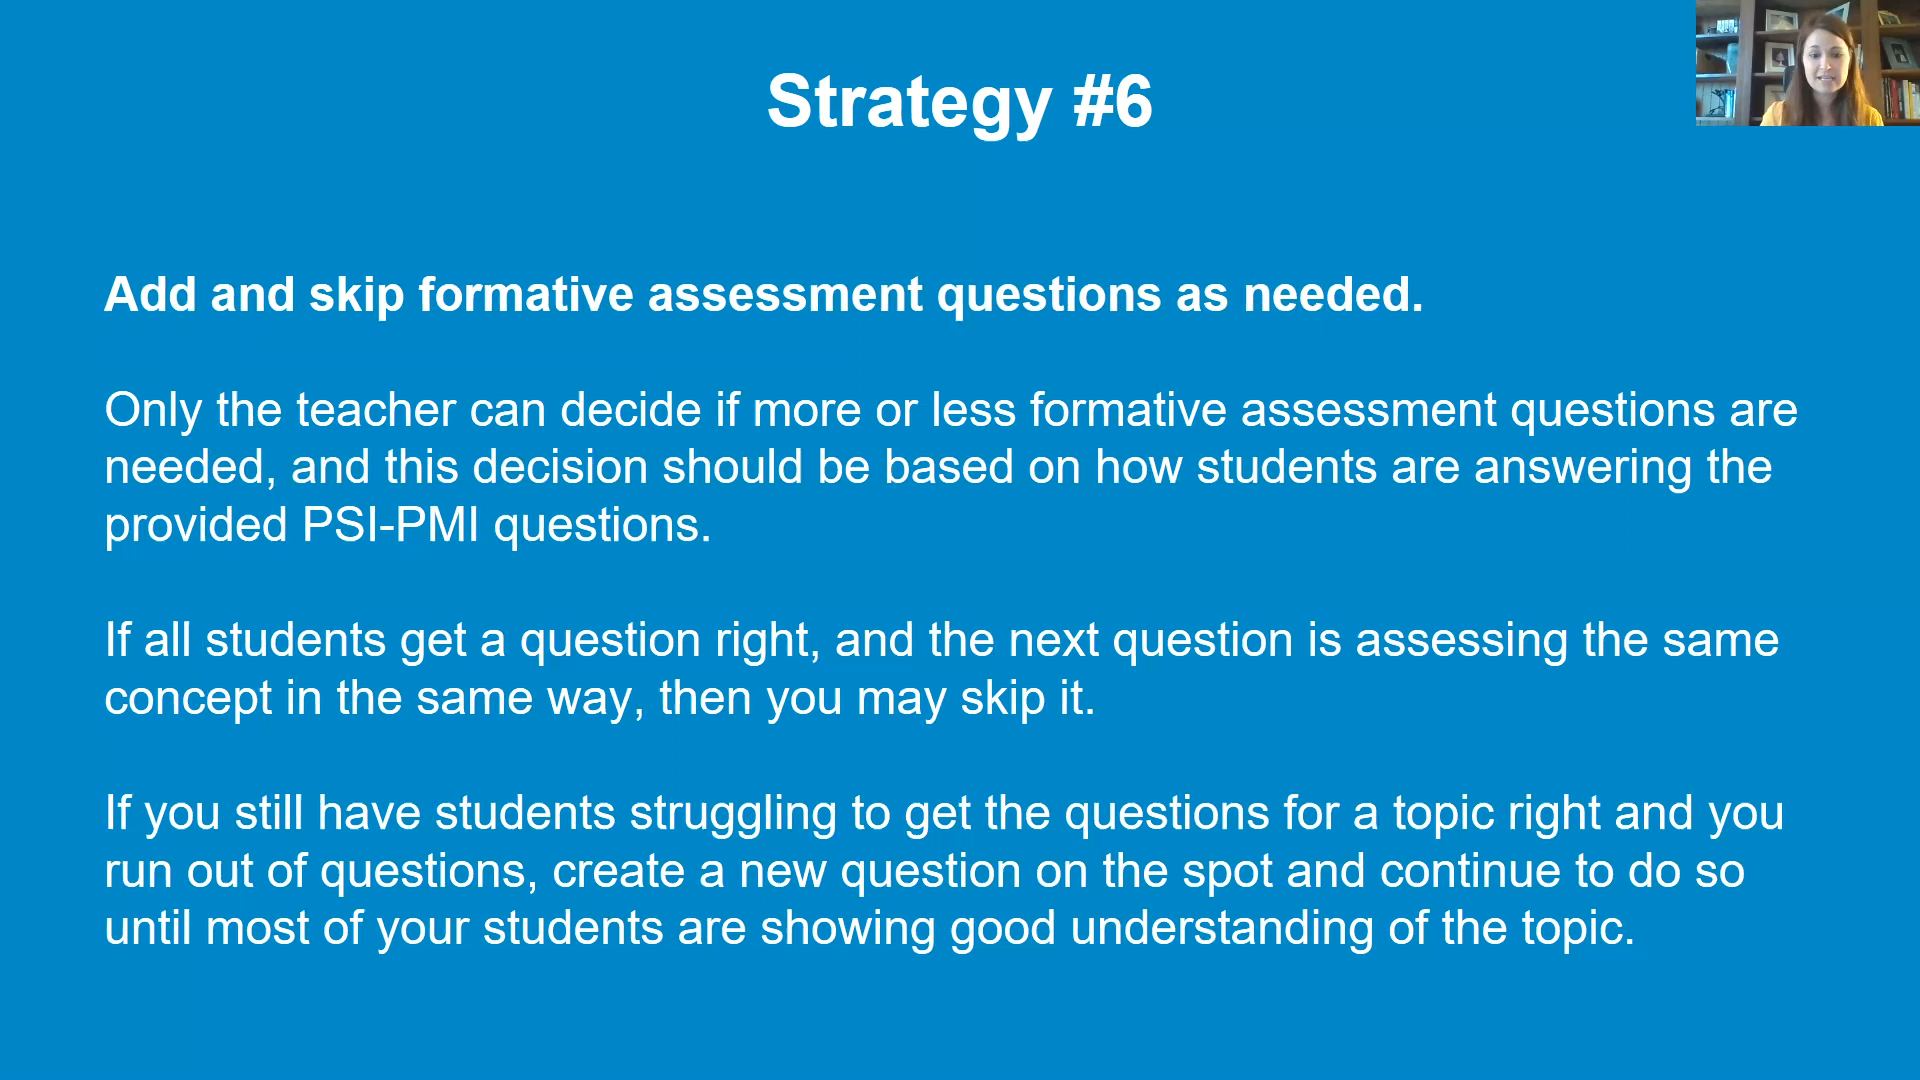 Strategy #6
Add and skip formative assessment questions as needed.
Only the teacher can decide if more or less formative assessment questions are
needed, and this decision should be based on how students are answering the
provided PSI-PMI questions.
If all students get a question right, and the next question is assessing the same
concept in the same way, then you may skip it.
If you still have students struggling to get the questions for a topic right and you
run out of questions, create a new question on the spot and continue to do so
until most of your students are showing good understanding of the topic.